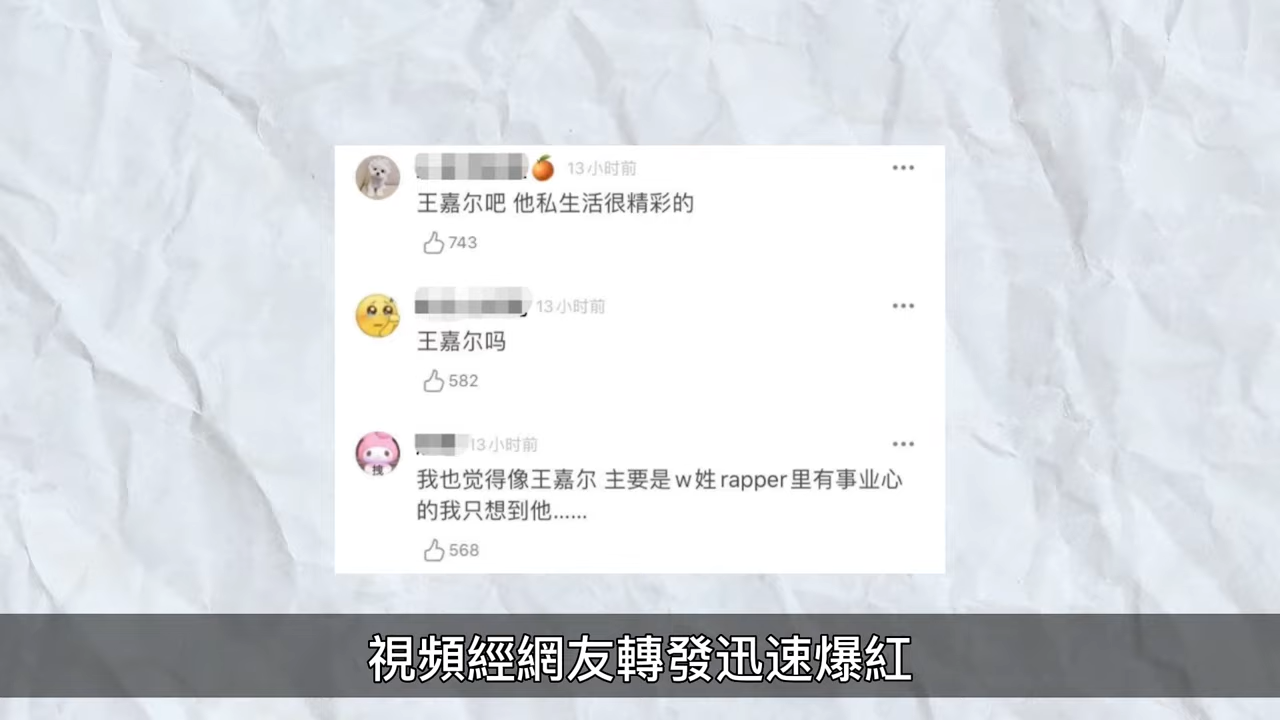 13小时前
王嘉尔吧 他私生活很精彩的
743
13小时前
王嘉尔吗
582
13小时前
我也觉得像王嘉尔 主要是w姓rapper里有事业心
的我只想到他……
568
視頻經網友轉發迅速爆紅